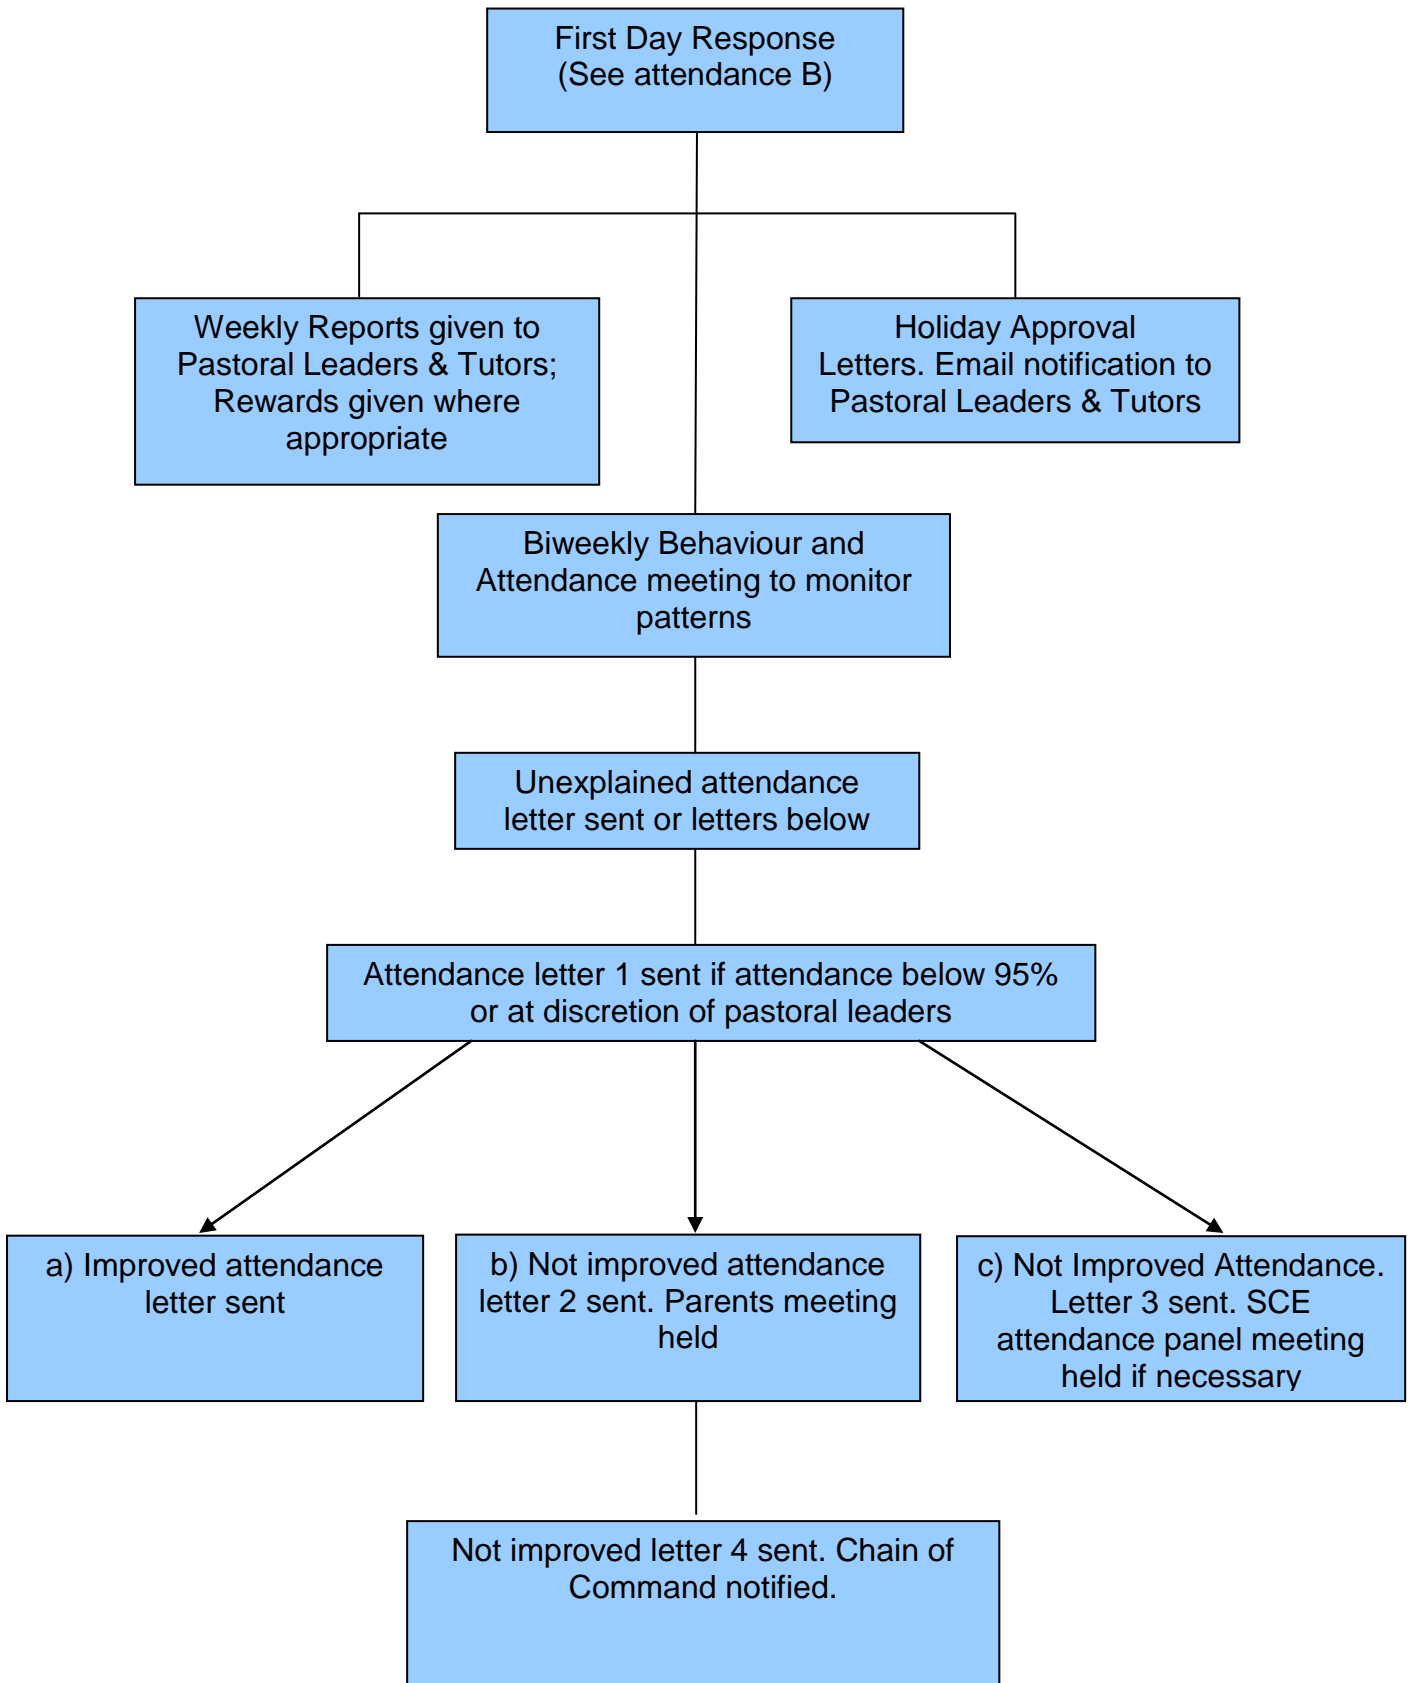 First Day Response
(See attendance B)
Weekly Reports given to
Pastoral Leaders & Tutors;
Rewards given where
appropriate
Holiday Approval
Letters. Email notification to
Pastoral Leaders & Tutors
Biweekly Behaviour and
Attendance meeting to monitor
patterns
Unexplained attendance
letter sent or letters below
Attendance letter 1 sent if attendance below 95%
or at discretion of pastoral leaders
a) Improved attendance
letter sent
b) Not improved attendance
letter 2 sent. Parents meeting
held
c) Not Improved Attendance.
Letter 3 sent. SCE
attendance panel meeting
held if necessary
Not improved letter 4 sent. Chain of
Command notified.